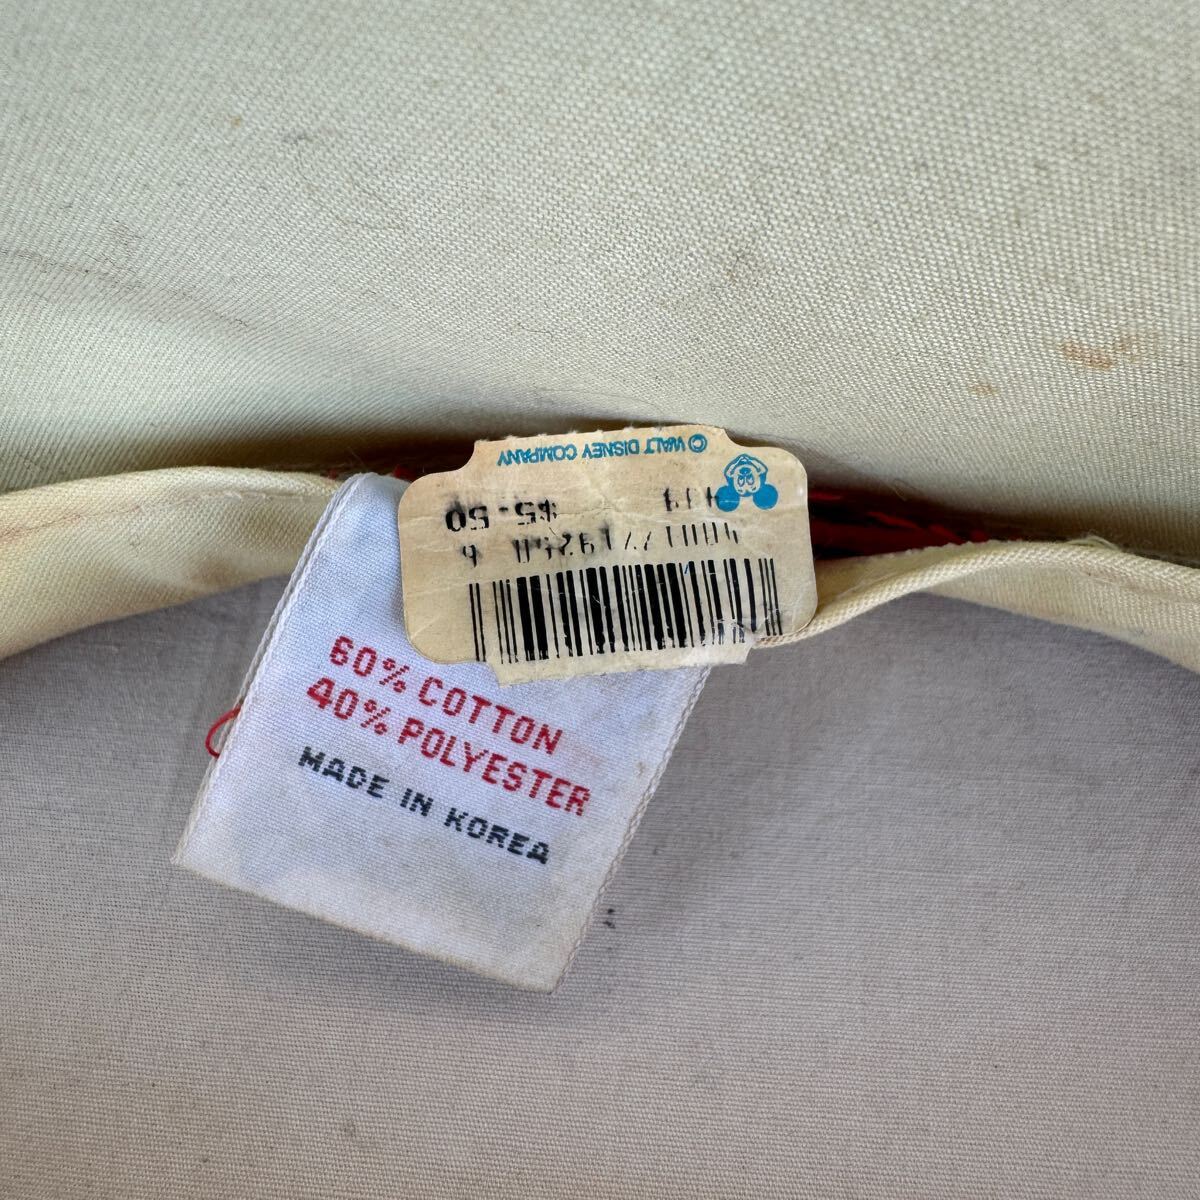 © WALT DISNEY COMPANY
$5.50
60% COTTON
40% POLYESTER
MADE IN KOREA